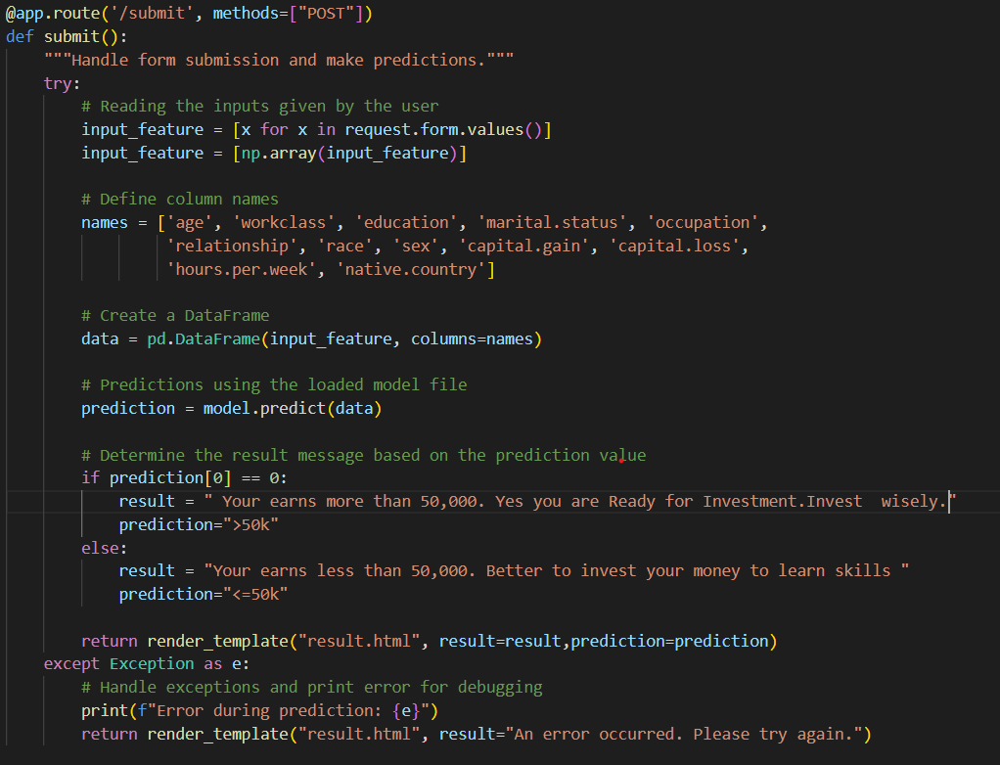 @app.route('/submit', methods=["POST"])
def submit():
    """Handle form submission and make predictions."""
    try:
        # Reading the inputs given by the user
        input_feature = [x for x in request.form.values()]
        input_feature = [np.array(input_feature)]

        # Define column names
        names = ['age', 'workclass', 'education', 'marital.status', 'occupation',
                 'relationship', 'race', 'sex', 'capital.gain', 'capital.loss',
                 'hours.per.week', 'native.country']

        # Create a DataFrame
        data = pd.DataFrame(input_feature, columns=names)

        # Predictions using the loaded model file
        prediction = model.predict(data)

        # Determine the result message based on the prediction value
        if prediction[0] == 0:
            result = " Your earns more than 50,000. Yes you are Ready for Investment.Invest  wisely."
            prediction=">50k"
        else:
            result = "Your earns less than 50,000. Better to invest your money to learn skills "
            prediction="<=50k"

        return render_template("result.html", result=result,prediction=prediction)
    except Exception as e:
        # Handle exceptions and print error for debugging
        print(f"Error during prediction: {e}")
        return render_template("result.html", result="An error occurred. Please try again.")